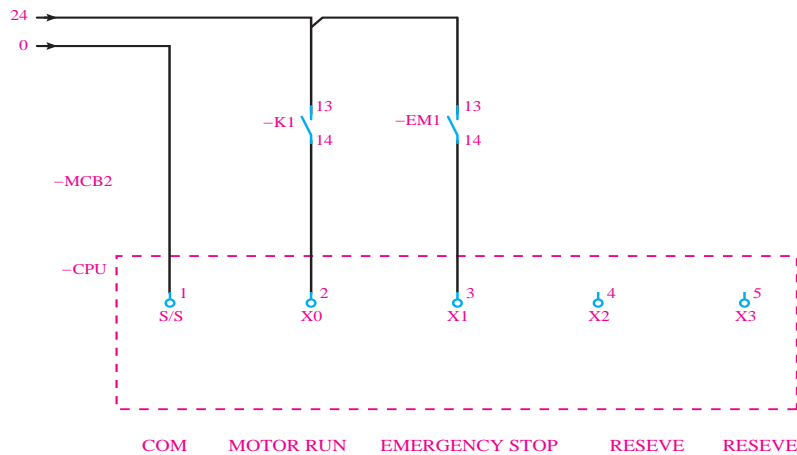 24
0
13
13
–K1
–EM1
14
14
–MCB2
–CPU
1
2
3
4
5
S/S
X0
X1
X2
X3
COM
MOTOR RUN
EMERGENCY STOP
RESEVE
RESEVE